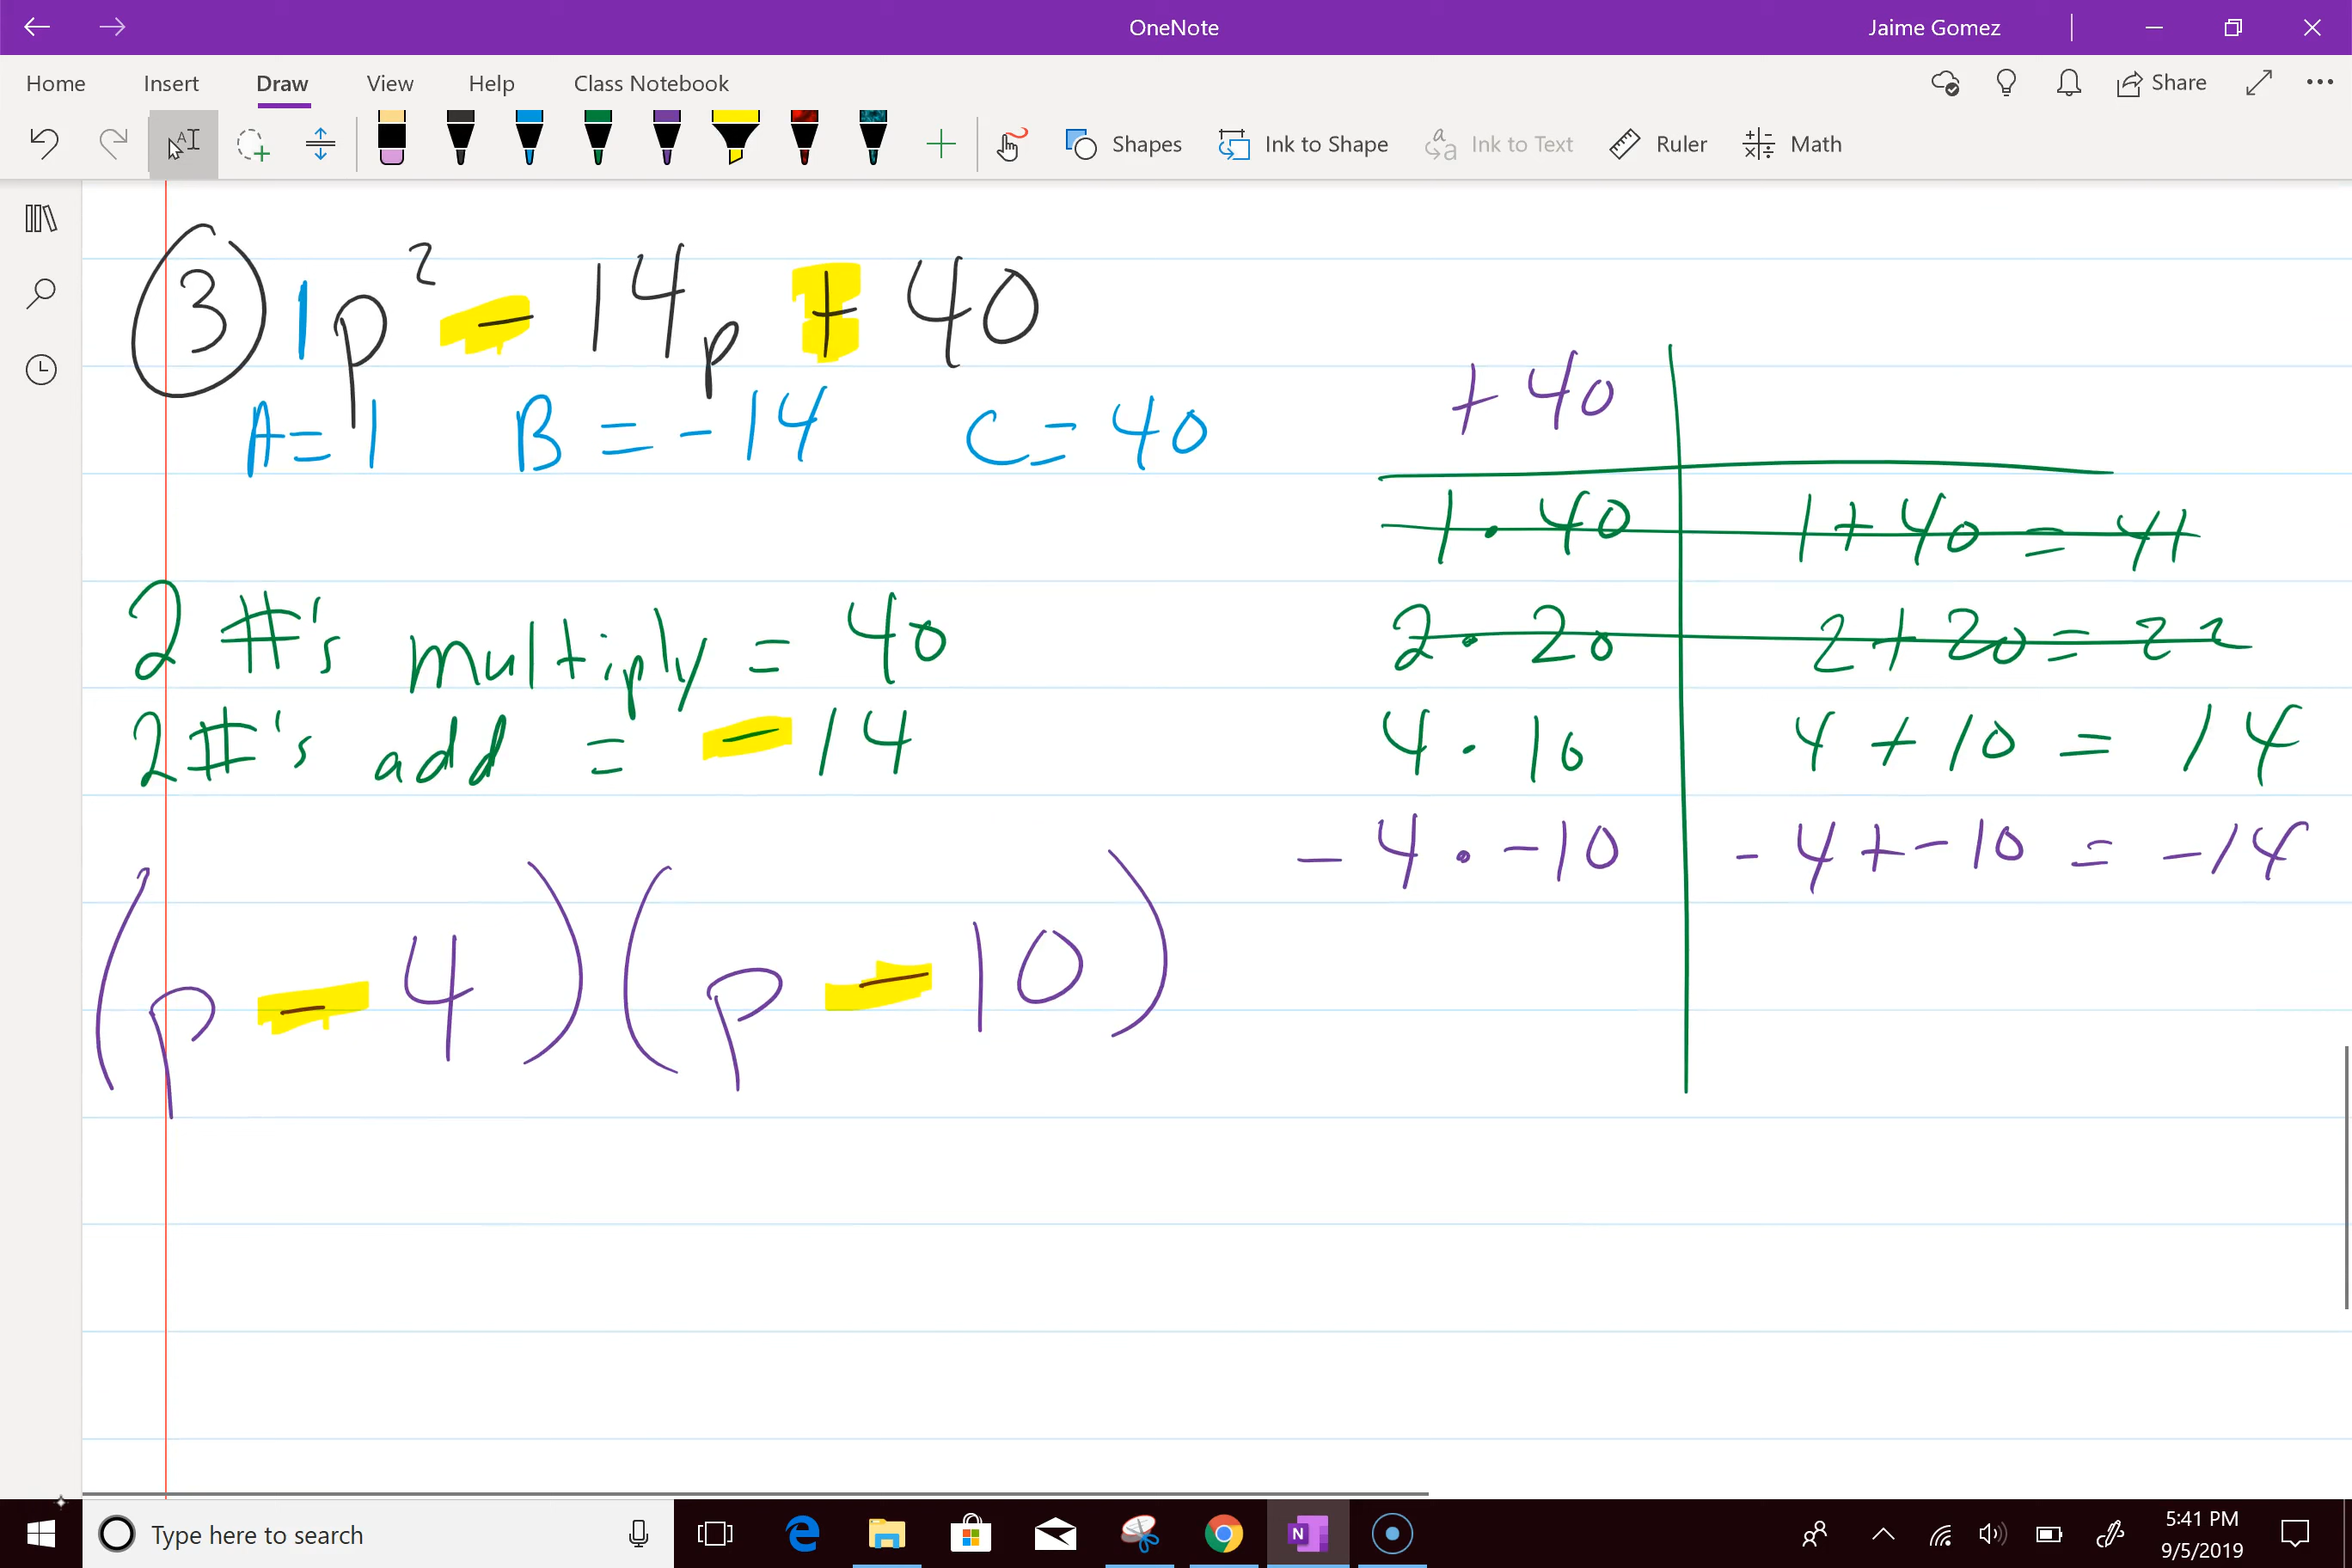 OneNote
Jaime Gomez
Home Insert Draw View Help Class Notebook
Share
Shapes Ink to Shape Ink to Text Ruler Math
③ 1p² - 14p + 40
A=1 B = -14 C= 40
+40
1 · 40 1+40 = 41
2 · 20 2+20=22
4 · 10 4 + 10 = 14
-4 · -10 -4+-10 = -14
2 #'s multiply = 40
2#'s add = -14
(p - 4)(p - 10)
Type here to search
5:41 PM
9/5/2019